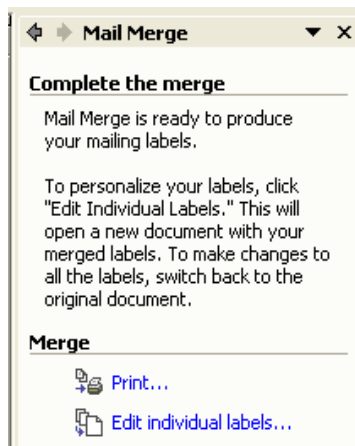 Mail Merge
Complete the merge
Mail Merge is ready to produce
your mailing labels.
To personalize your labels, click
"Edit Individual Labels." This will
open a new document with your
merged labels. To make changes to
all the labels, switch back to the
original document.
Merge
Print...
Edit individual labels...